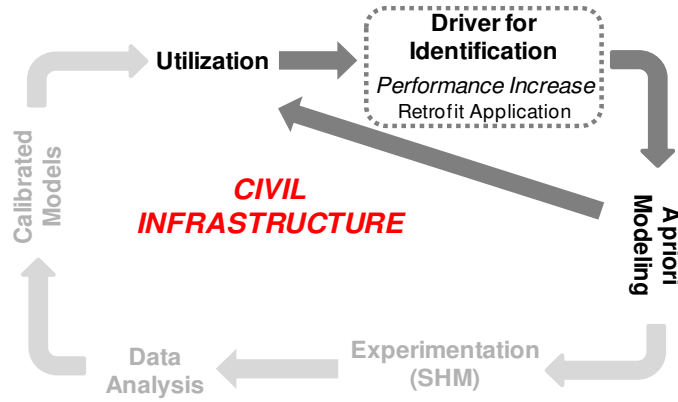 Driver for
Identification
Performance Increase
Retrofit Application
Utilization
A priori
Modeling
CIVIL
INFRASTRUCTURE
Calibrated
Models
Experimentation
(SHM)
Data
Analysis